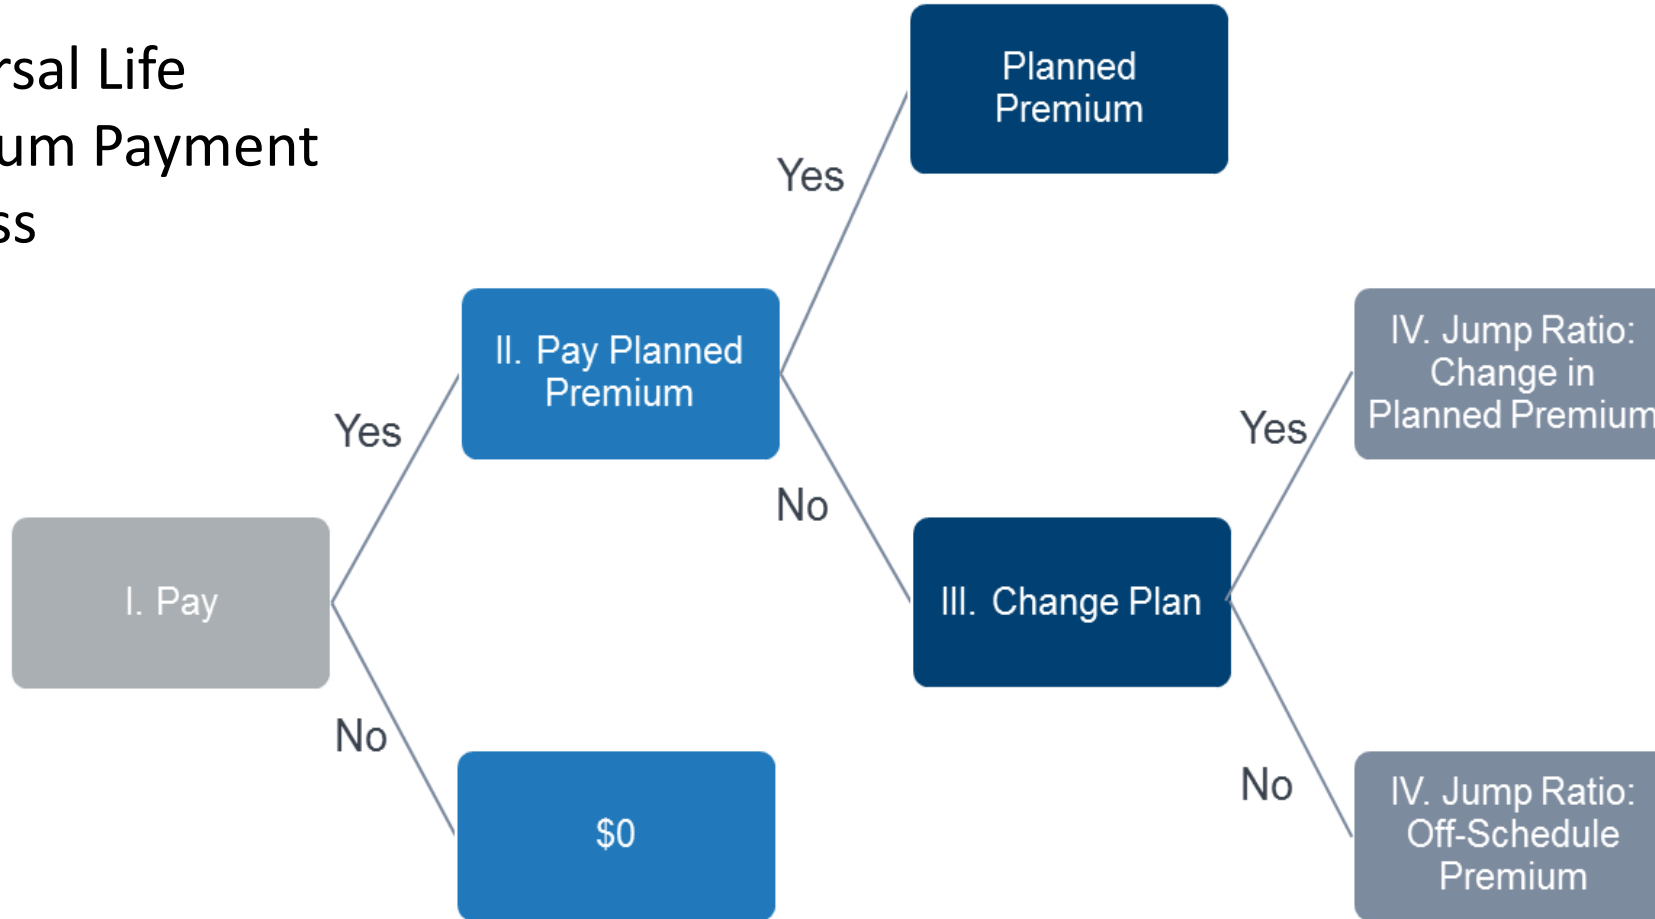 rsal Life
um Payment
ss
Planned
Premium
Yes
II. Pay Planned
Premium
IV. Jump Ratio:
Change in
Planned Premium
Yes
Yes
No
I. Pay
III. Change Plan
No
No
$0
IV. Jump Ratio:
Off-Schedule
Premium